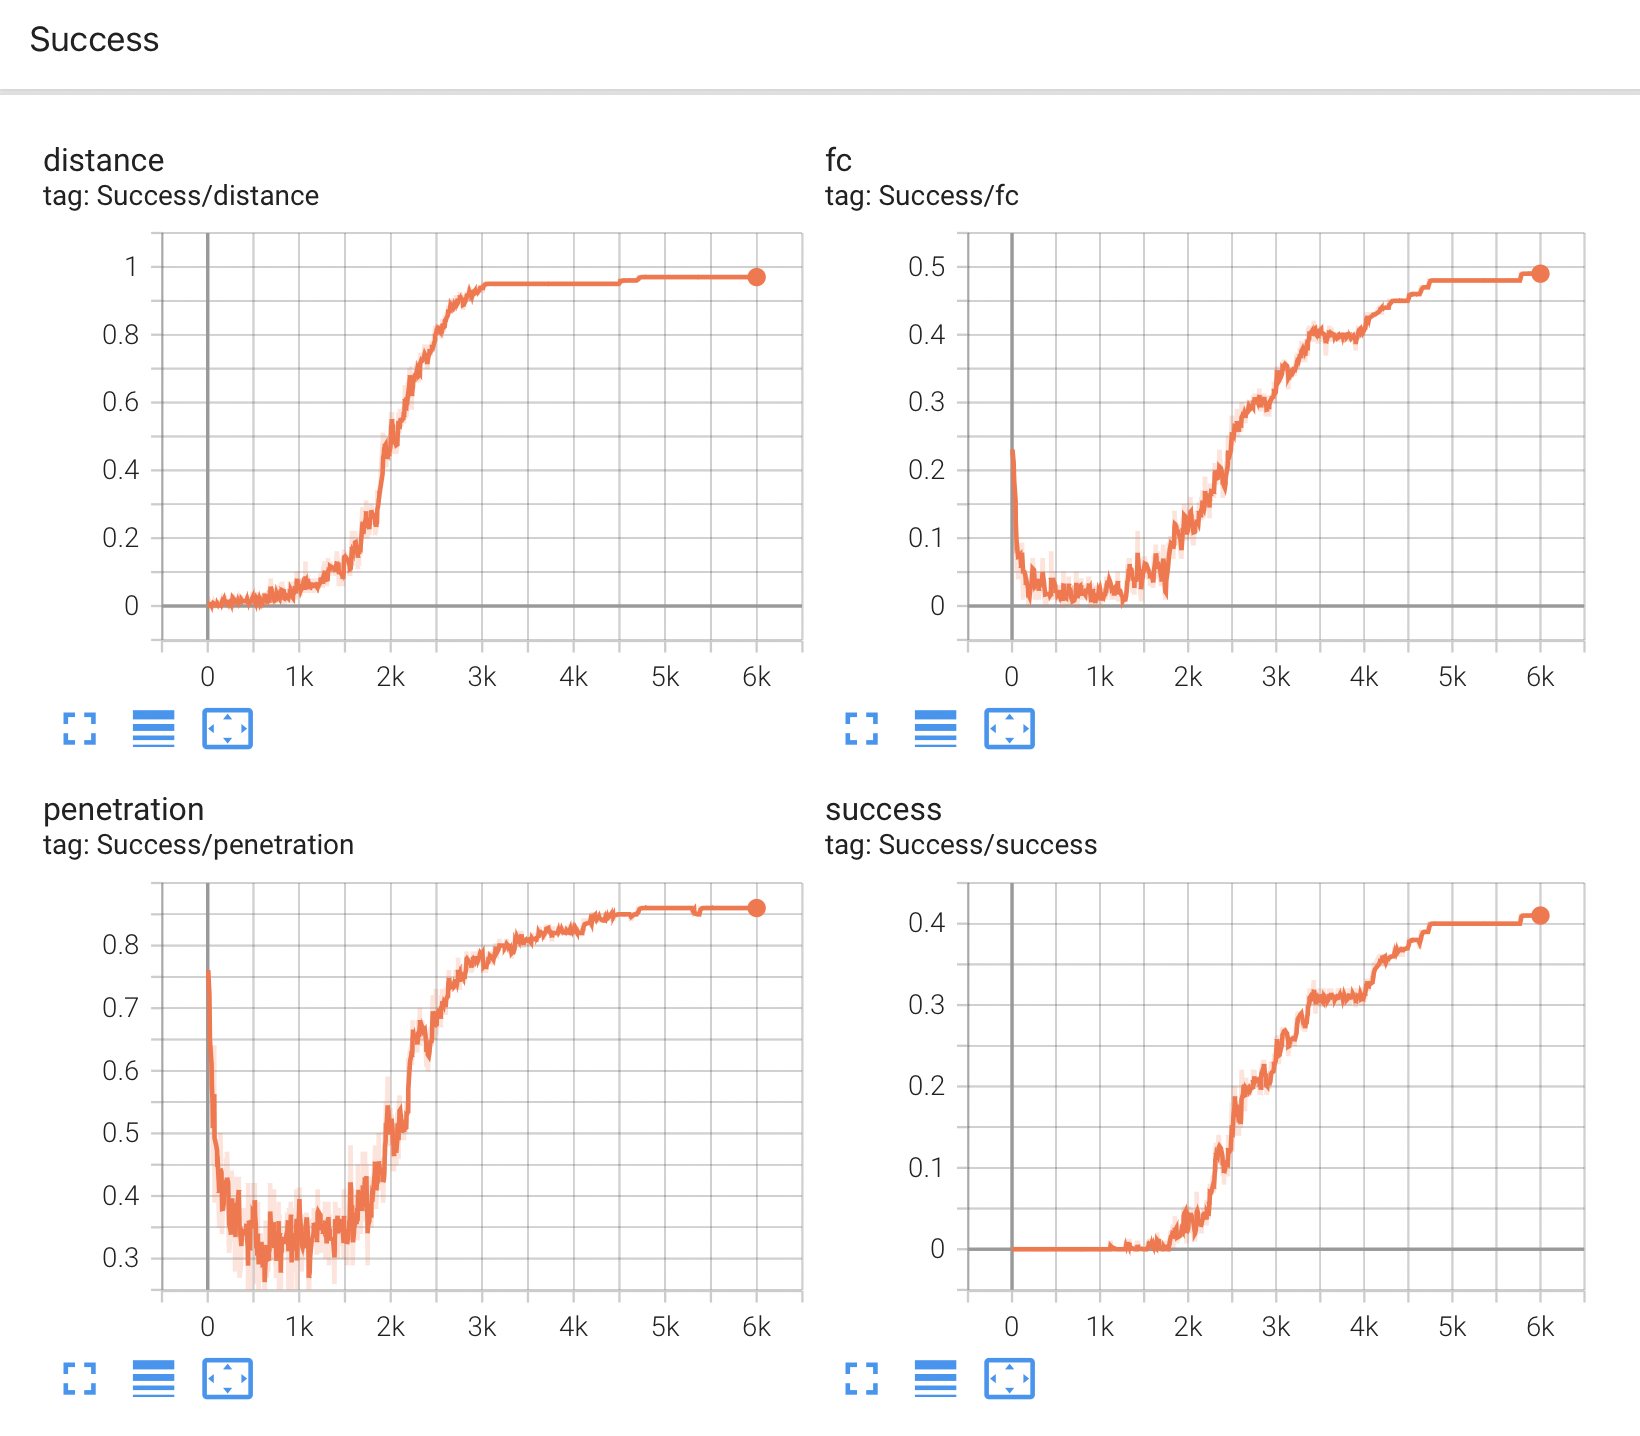 Success
distance
tag: Success/distance
1
0.8
0.6
0.4
0.2
0
0 1k 2k 3k 4k 5k 6k
fc
tag: Success/fc
0.5
0.4
0.3
0.2
0.1
0
0 1k 2k 3k 4k 5k 6k
penetration
tag: Success/penetration
0.8
0.7
0.6
0.5
0.4
0.3
0 1k 2k 3k 4k 5k 6k
success
tag: Success/success
0.4
0.3
0.2
0.1
0
0 1k 2k 3k 4k 5k 6k